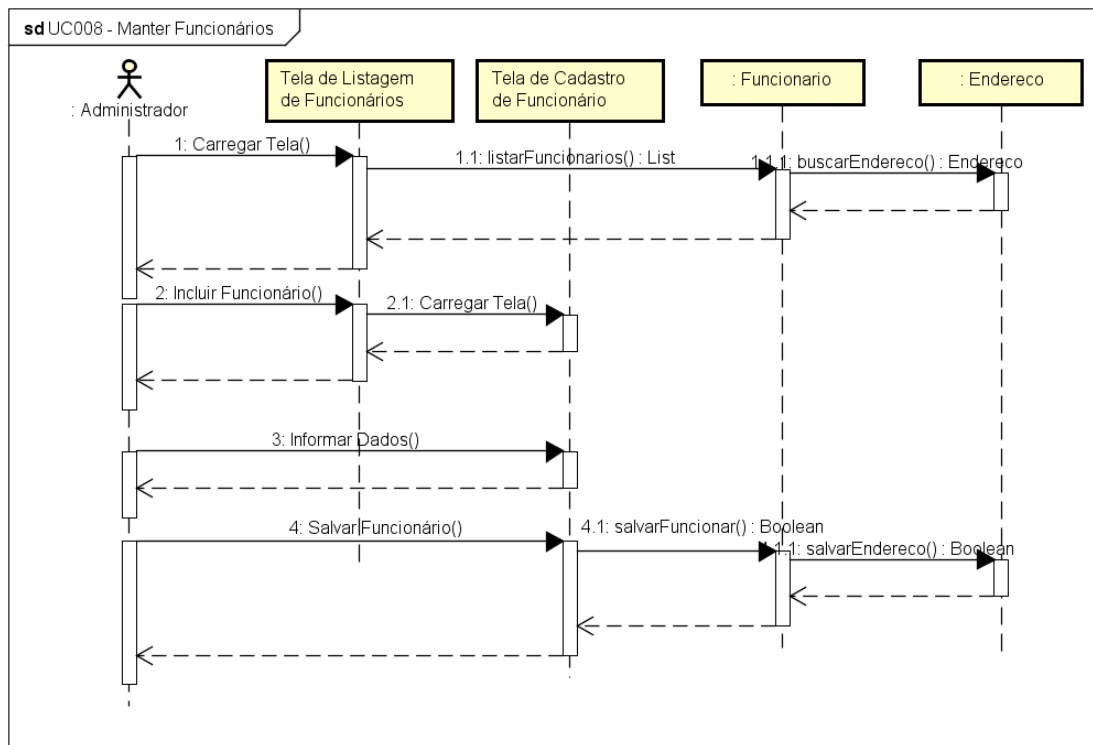 sd UC008 - Manter Funcionários
: Administrador
Tela de Listagem
de Funcionários
Tela de Cadastro
de Funcionário
: Funcionario
: Endereco
1: Carregar Tela()
1.1: listarFuncionarios() : List
1.1.1: buscarEndereco() : Endereco
2: Incluir Funcionário()
2.1: Carregar Tela()
3: Informar Dados()
4: Salvar Funcionário()
4.1: salvarFuncionar() : Boolean
.1.1: salvarEndereco() : Boolean